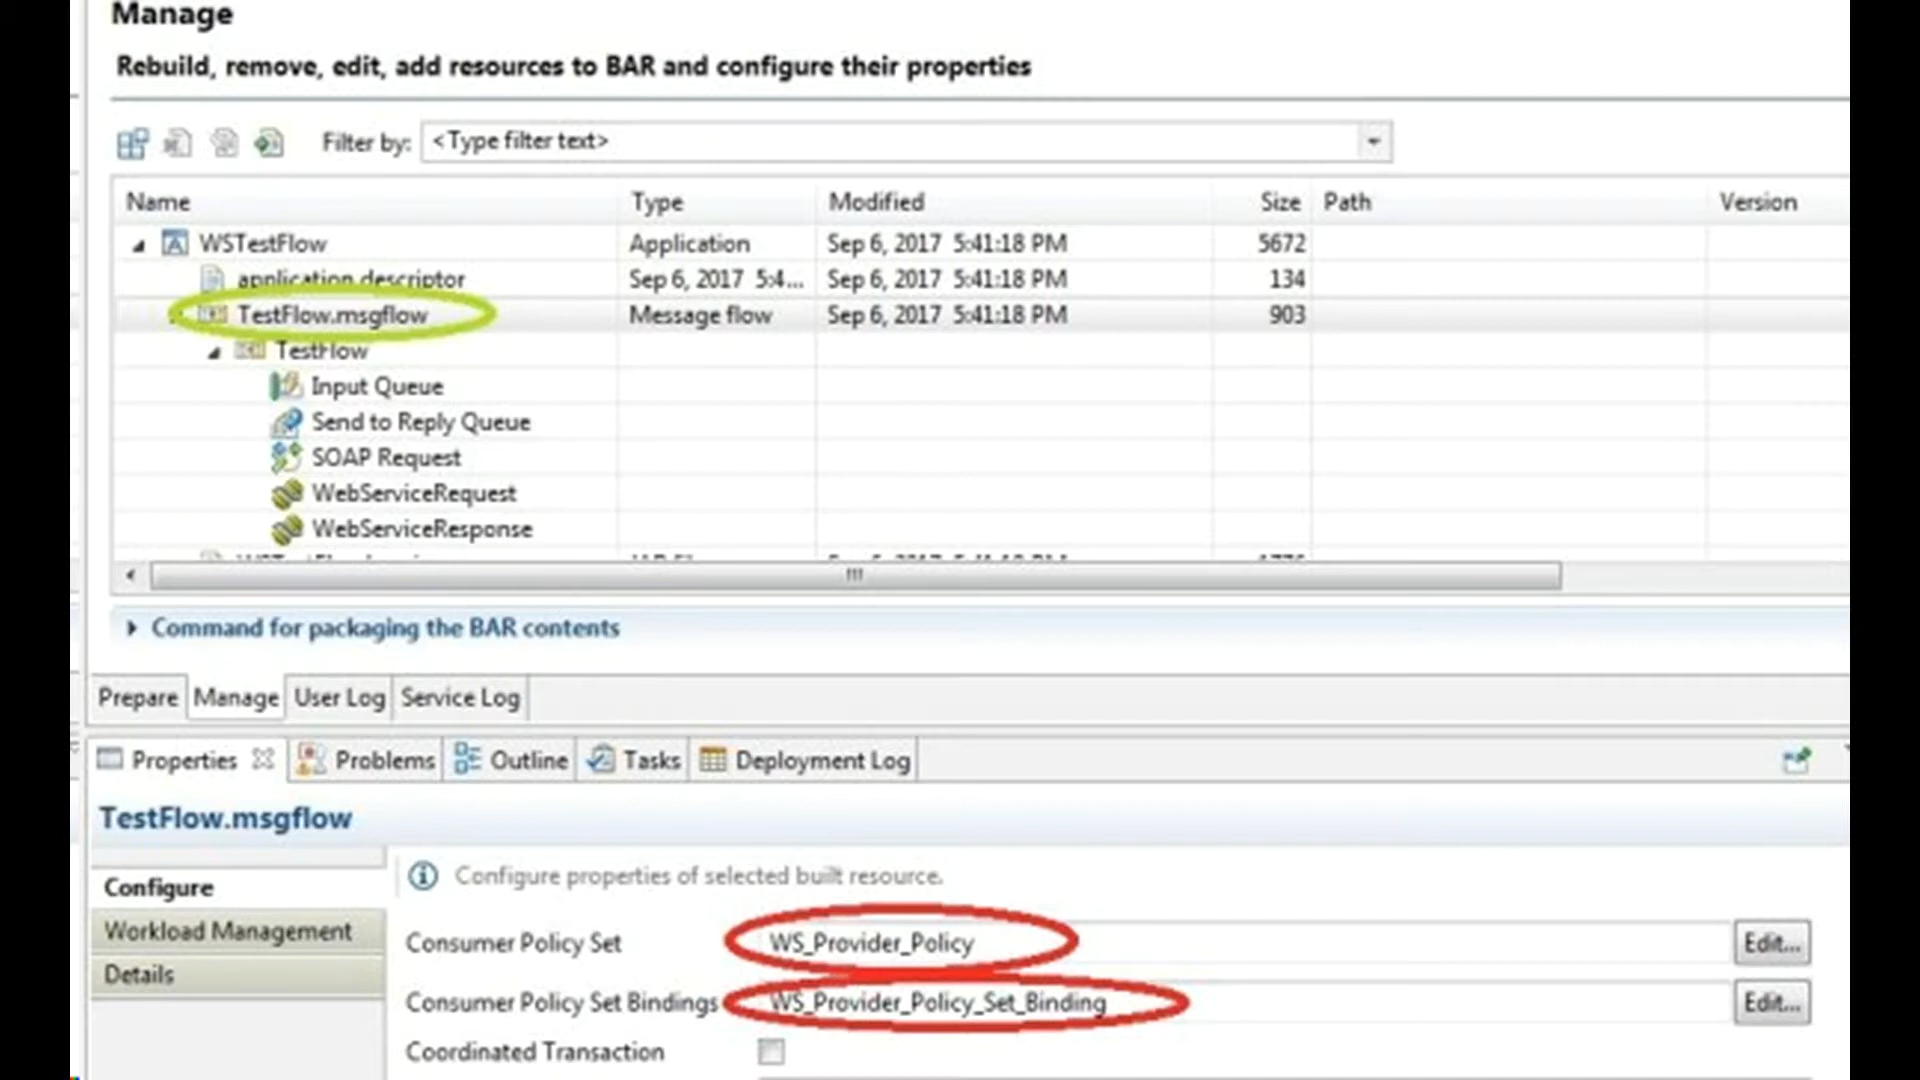 Manage
Rebuild, remove, edit, add resources to BAR and configure their properties
Filter by: <Type filter text>
Name Type Modified Size Path Version
WSTestFlow Application Sep 6, 2017 5:41:18 PM 5672
application.descriptor Sep 6, 2017 5:4... Sep 6, 2017 5:41:18 PM 134
TestFlow.msgflow Message flow Sep 6, 2017 5:41:18 PM 903
TestFlow
Input Queue
Send to Reply Queue
SOAP Request
WebServiceRequest
WebServiceResponse
Command for packaging the BAR contents
Prepare Manage User Log Service Log
Properties Problems Outline Tasks Deployment Log
TestFlow.msgflow
Configure
Workload Management
Details
Configure properties of selected built resource.
Consumer Policy Set WS_Provider_Policy Edit...
Consumer Policy Set Bindings WS_Provider_Policy_Set_Binding Edit...
Coordinated Transaction